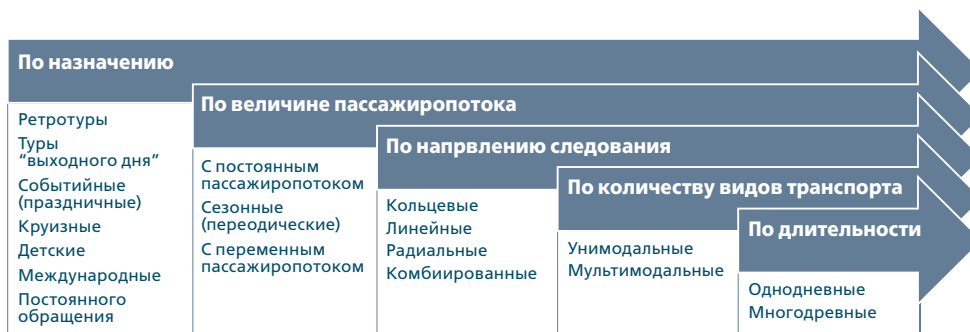 По назначению
Ретротуры
Туры
“выходного дня”
Событийные
(праздничные)
Круизные
Детские
Международные
Постоянного
обращения
По величине пассажиропотока
С постоянным
пассажиропотоком
Сезонные
(переодические)
С переменным
пассажиропотоком
По напрвлению следования
Кольцевые
Линейные
Радиальные
Комбиированные
По количеству видов транспорта
Унимодальные
Мультимодальные
По длительности
Однодневные
Многодревные